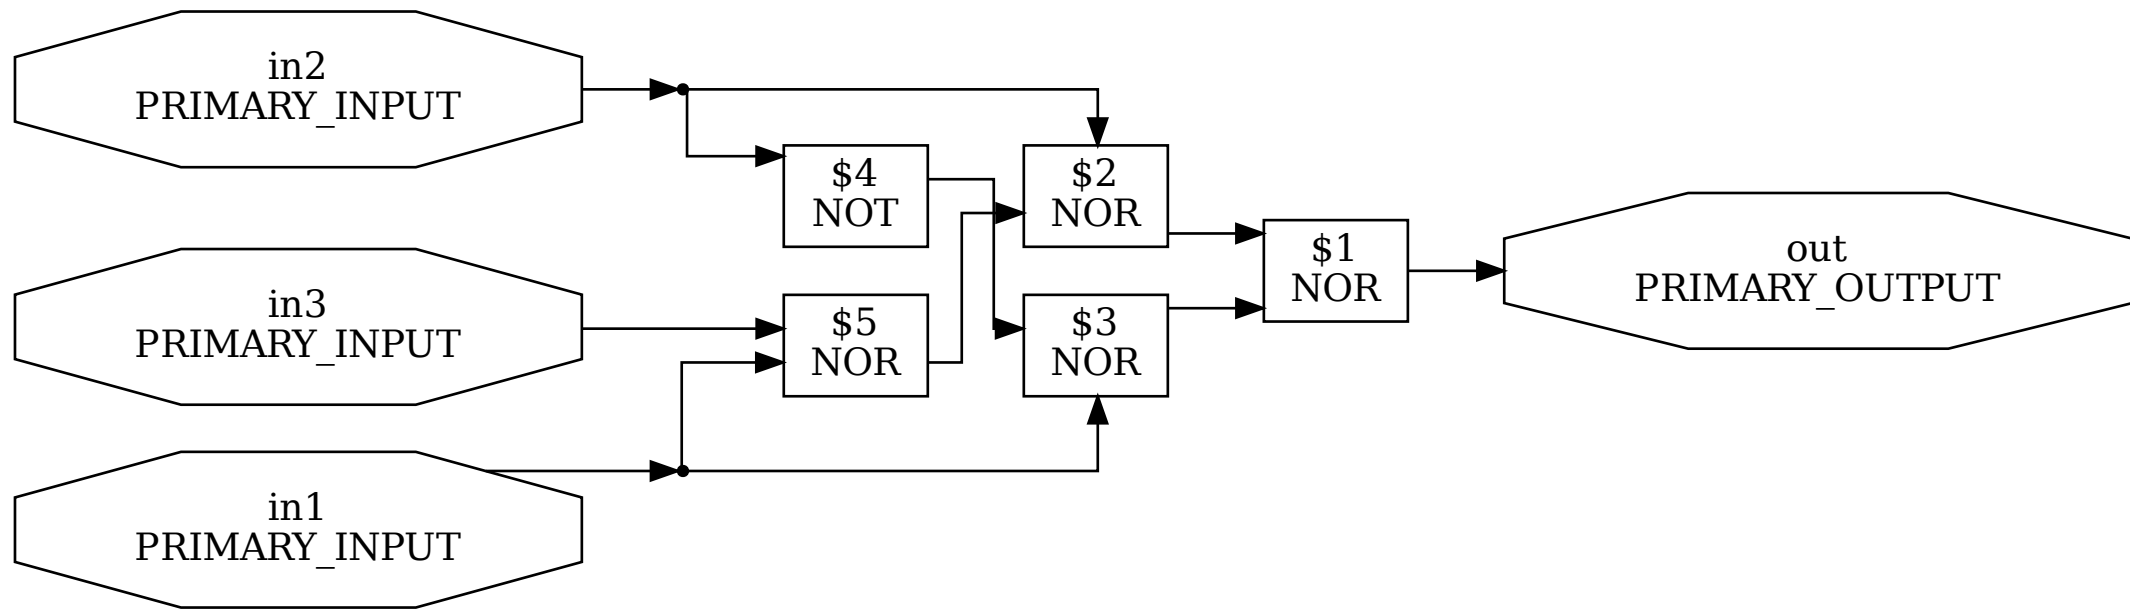 in2
PRIMARY_INPUT
$4
NOT
$2
NOR
$1
NOR
out
PRIMARY_OUTPUT
in3
PRIMARY_INPUT
$5
NOR
$3
NOR
in1
PRIMARY_INPUT